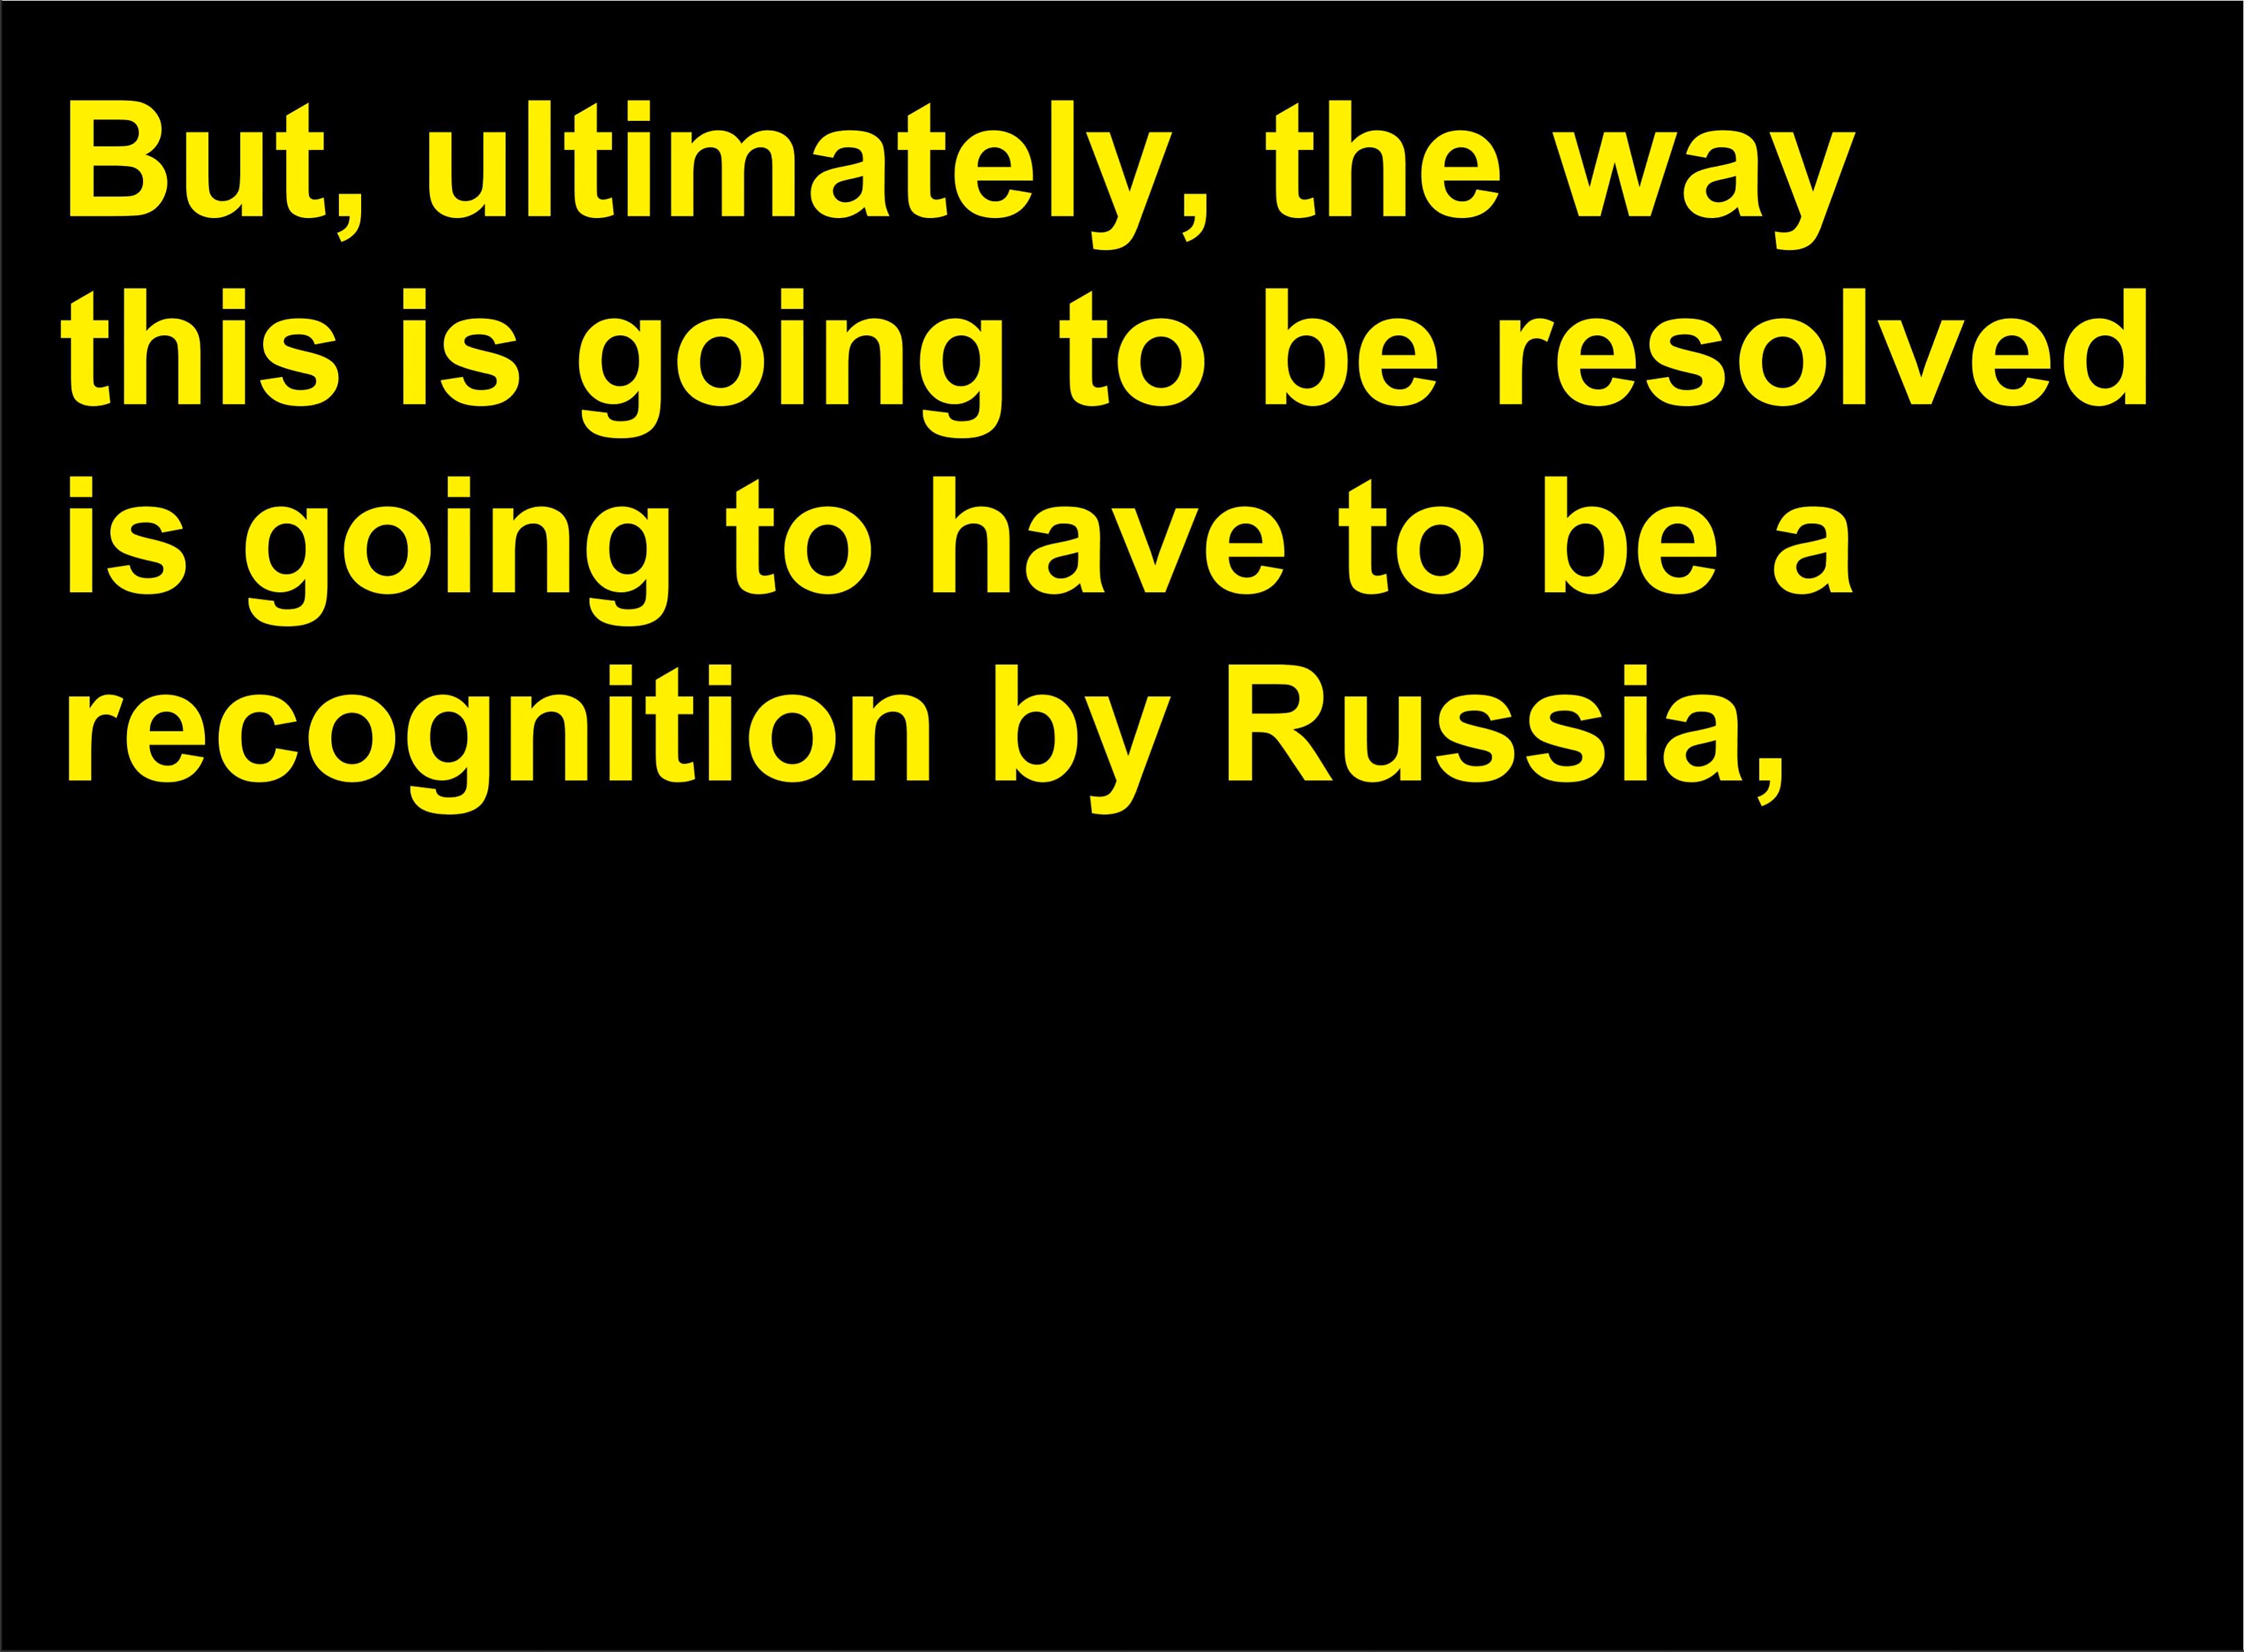 But, ultimately, the way
this is going to be resolved
is going to have to be a
recognition by Russia,